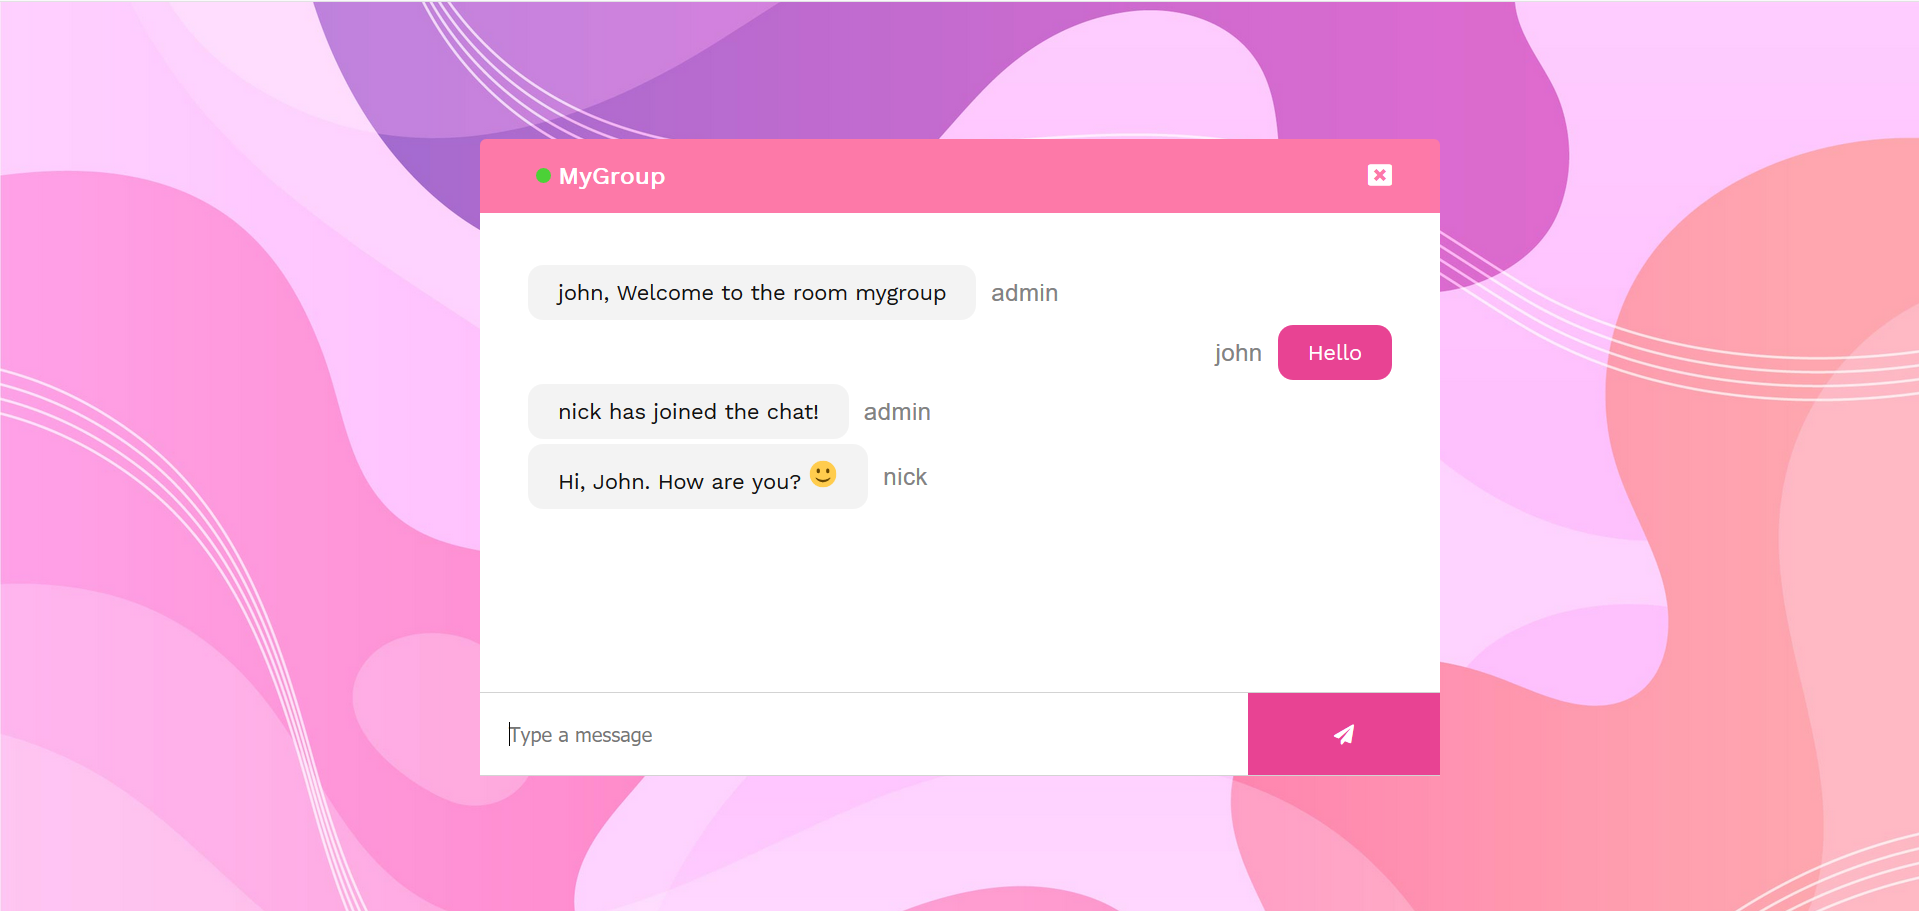 MyGroup
john, Welcome to the room mygroup admin
john Hello
nick has joined the chat! admin
Hi, John. How are you? 🙂 nick
Type a message